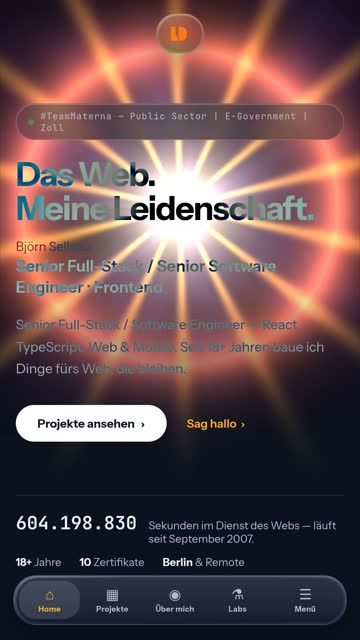 #TeamMaterna — Public Sector | E-Government |
Zoll
Das Web.
Meine Leidenschaft.
Björn
Senior Full-Stack / Senior Software
Engineer · Frontend
Senior Full-Stack / Software Engineer — React,
TypeScript, Web & Mobile. Seit 18+ Jahren baue ich
Dinge fürs Web, die bleiben.
Projekte ansehen ›
Sag hallo ›
604.198.830 Sekunden im Dienst des Webs — läuft
seit September 2007.
18+ Jahre 10 Zertifikate Berlin & Remote
Home Projekte Über mich Labs Menü